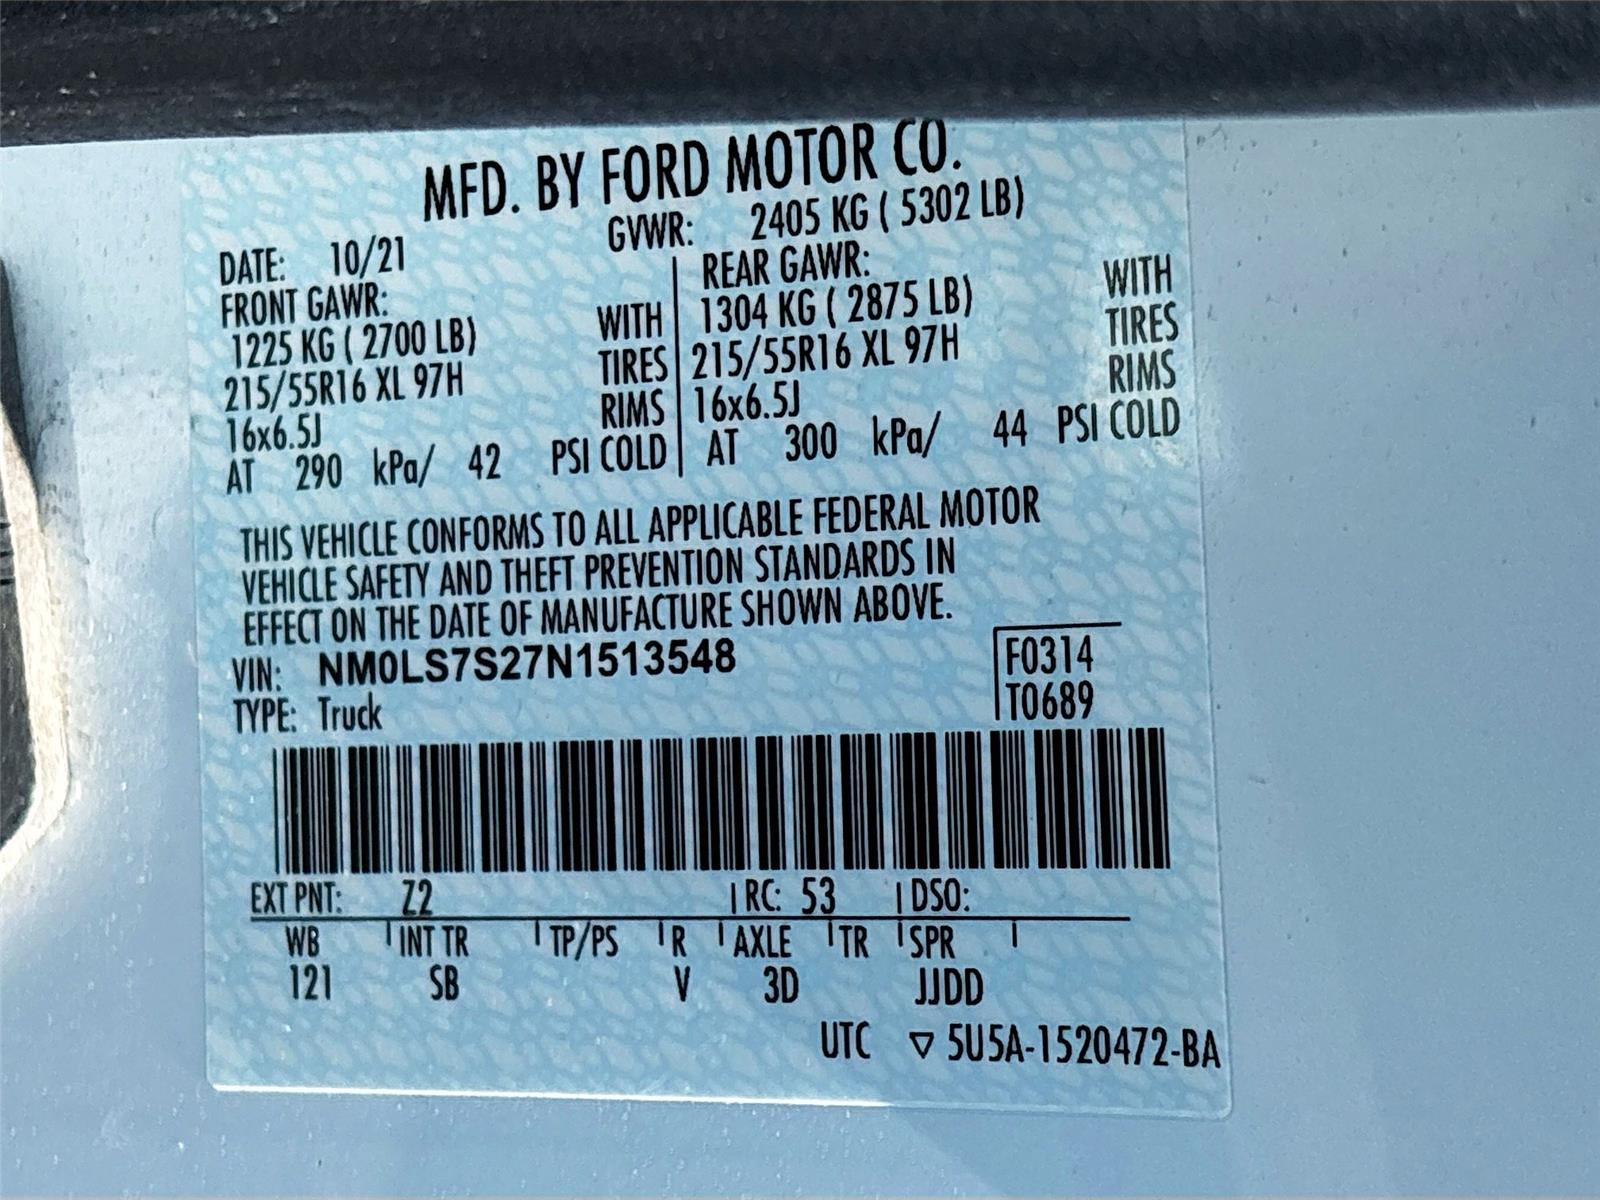 MFD. BY FORD MOTOR CO.
DATE: 10/21 GVWR: 2405 KG ( 5302 LB)
FRONT GAWR: REAR GAWR:
1225 KG ( 2700 LB) WITH 1304 KG ( 2875 LB) WITH
215/55R16 XL 97H TIRES 215/55R16 XL 97H TIRES
16x6.5J RIMS 16x6.5J RIMS
AT 290 kPa/ 42 PSI COLD AT 300 kPa/ 44 PSI COLD
THIS VEHICLE CONFORMS TO ALL APPLICABLE FEDERAL MOTOR
VEHICLE SAFETY AND THEFT PREVENTION STANDARDS IN
EFFECT ON THE DATE OF MANUFACTURE SHOWN ABOVE.
VIN: NM0LS7S27N1513548 F0314
TYPE: Truck T0689
EXT PNT: Z2 RC: 53 DSO:
WB INT TR TP/PS R AXLE TR SPR
121 SB V 3D JJDD
UTC ▽ 5U5A-1520472-BA